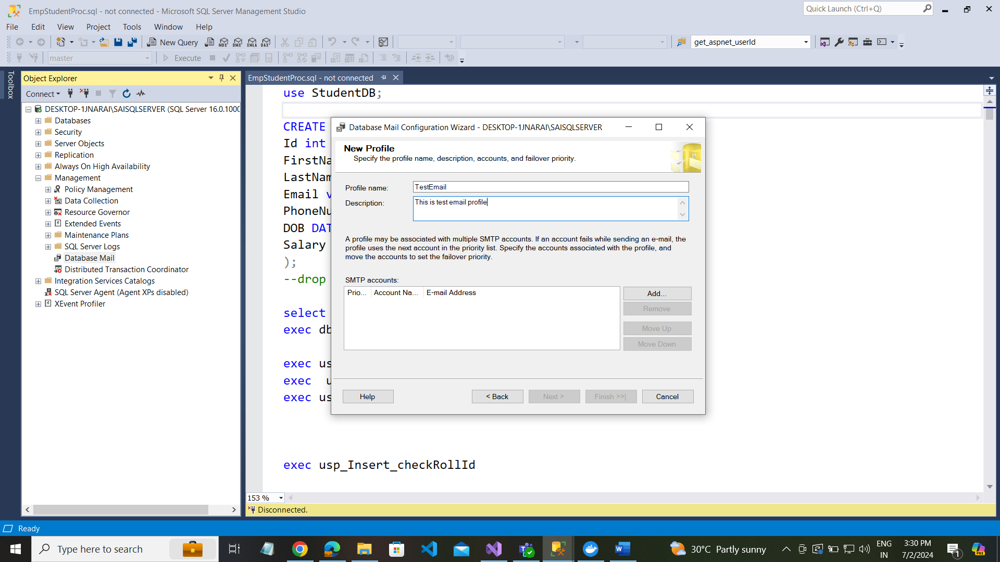 EmpStudentProc.sql - not connected - Microsoft SQL Server Management Studio
Quick Launch (Ctrl+Q)
File Edit View Project Tools Window Help
New Query
MDX DMX XMLA DAX
get_aspnet_userId
master
Execute
Toolbox
Object Explorer
Connect
DESKTOP-1JNARAI\SAISQLSERVER (SQL Server 16.0.1000
Databases
Security
Server Objects
Replication
Always On High Availability
Management
Policy Management
Data Collection
Resource Governor
Extended Events
Maintenance Plans
SQL Server Logs
Database Mail
Distributed Transaction Coordinator
Integration Services Catalogs
SQL Server Agent (Agent XPs disabled)
XEvent Profiler
EmpStudentProc.sql - not connected
use StudentDB;
CREATE
Id int
FirstNa
LastNam
Email v
PhoneNu
DOB DAT
Salary
);
--drop
select
exec db
exec us
exec u
exec us
exec usp_Insert_checkRollId
Database Mail Configuration Wizard - DESKTOP-1JNARAI\SAISQLSERVER
New Profile
Specify the profile name, description, accounts, and failover priority.
Profile name: TestEmail
Description: This is test email profile
A profile may be associated with multiple SMTP accounts. If an account fails while sending an e-mail, the
profile uses the next account in the priority list. Specify the accounts associated with the profile, and
move the accounts to set the failover priority.
SMTP accounts:
Prio... Account Na... E-mail Address
Add...
Remove
Move Up
Move Down
Help < Back Next > Finish >>| Cancel
153 %
Disconnected.
Ready
Type here to search
30°C Partly sunny
ENG
IN
3:30 PM
7/2/2024
1
PRE